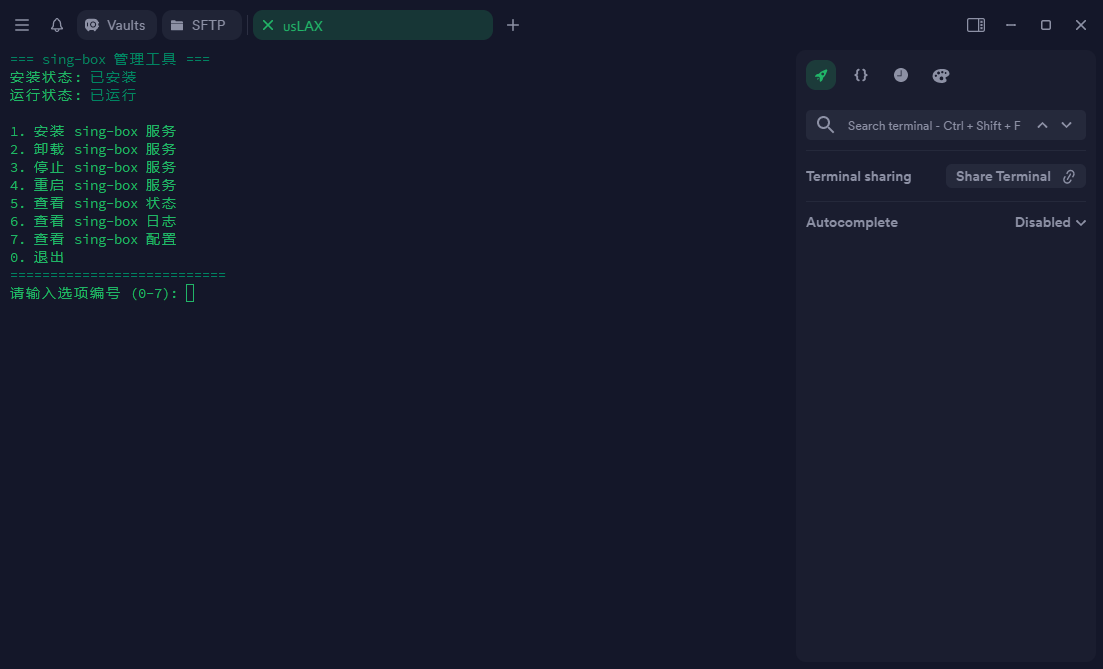 Vaults
SFTP
usLAX
=== sing-box 管理工具 ===
安装状态: 已安装
运行状态: 已运行
1. 安装 sing-box 服务
2. 卸载 sing-box 服务
3. 停止 sing-box 服务
4. 重启 sing-box 服务
5. 查看 sing-box 状态
6. 查看 sing-box 日志
7. 查看 sing-box 配置
0. 退出
===========================
请输入选项编号 (0-7):
{}
Search terminal - Ctrl + Shift + F
Terminal sharing
Share Terminal
Autocomplete
Disabled